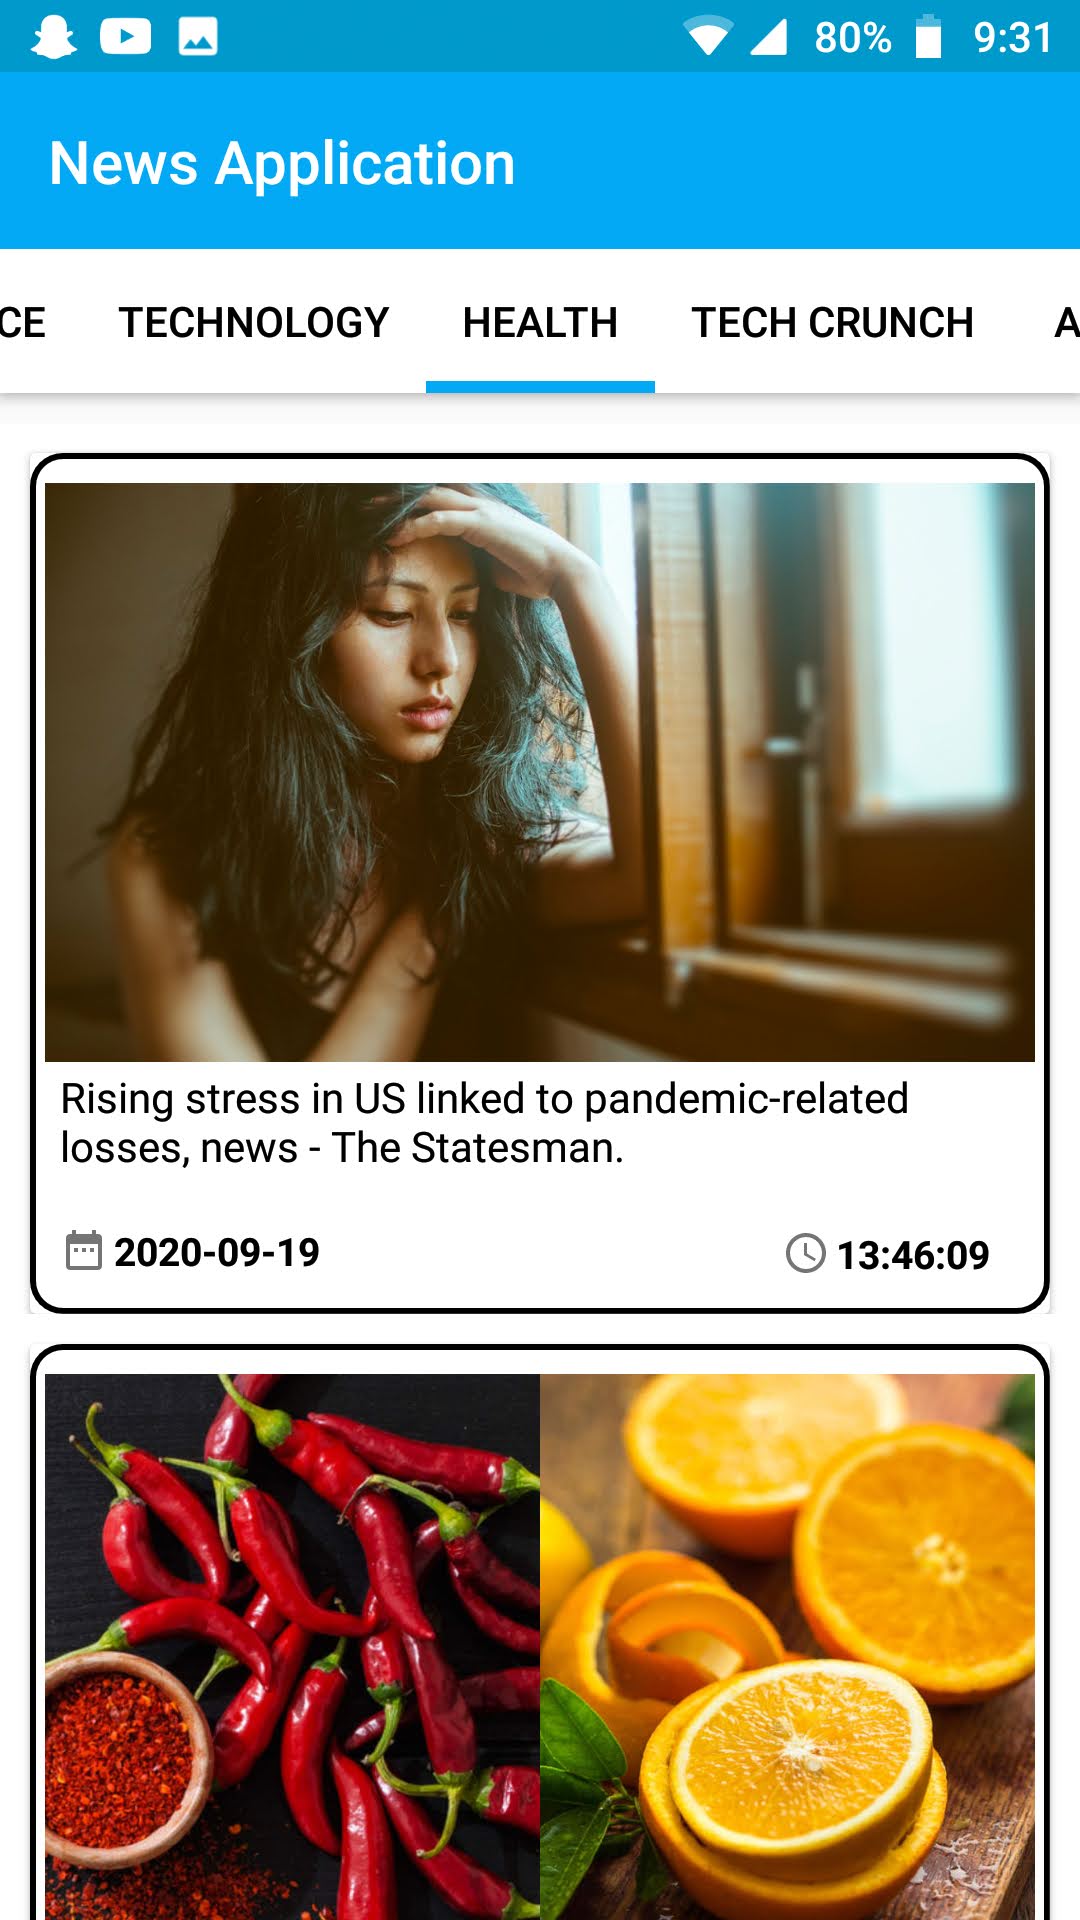 80% 9:31
News Application
CE TECHNOLOGY HEALTH TECH CRUNCH A
Rising stress in US linked to pandemic-related
losses, news - The Statesman.
2020-09-19 13:46:09